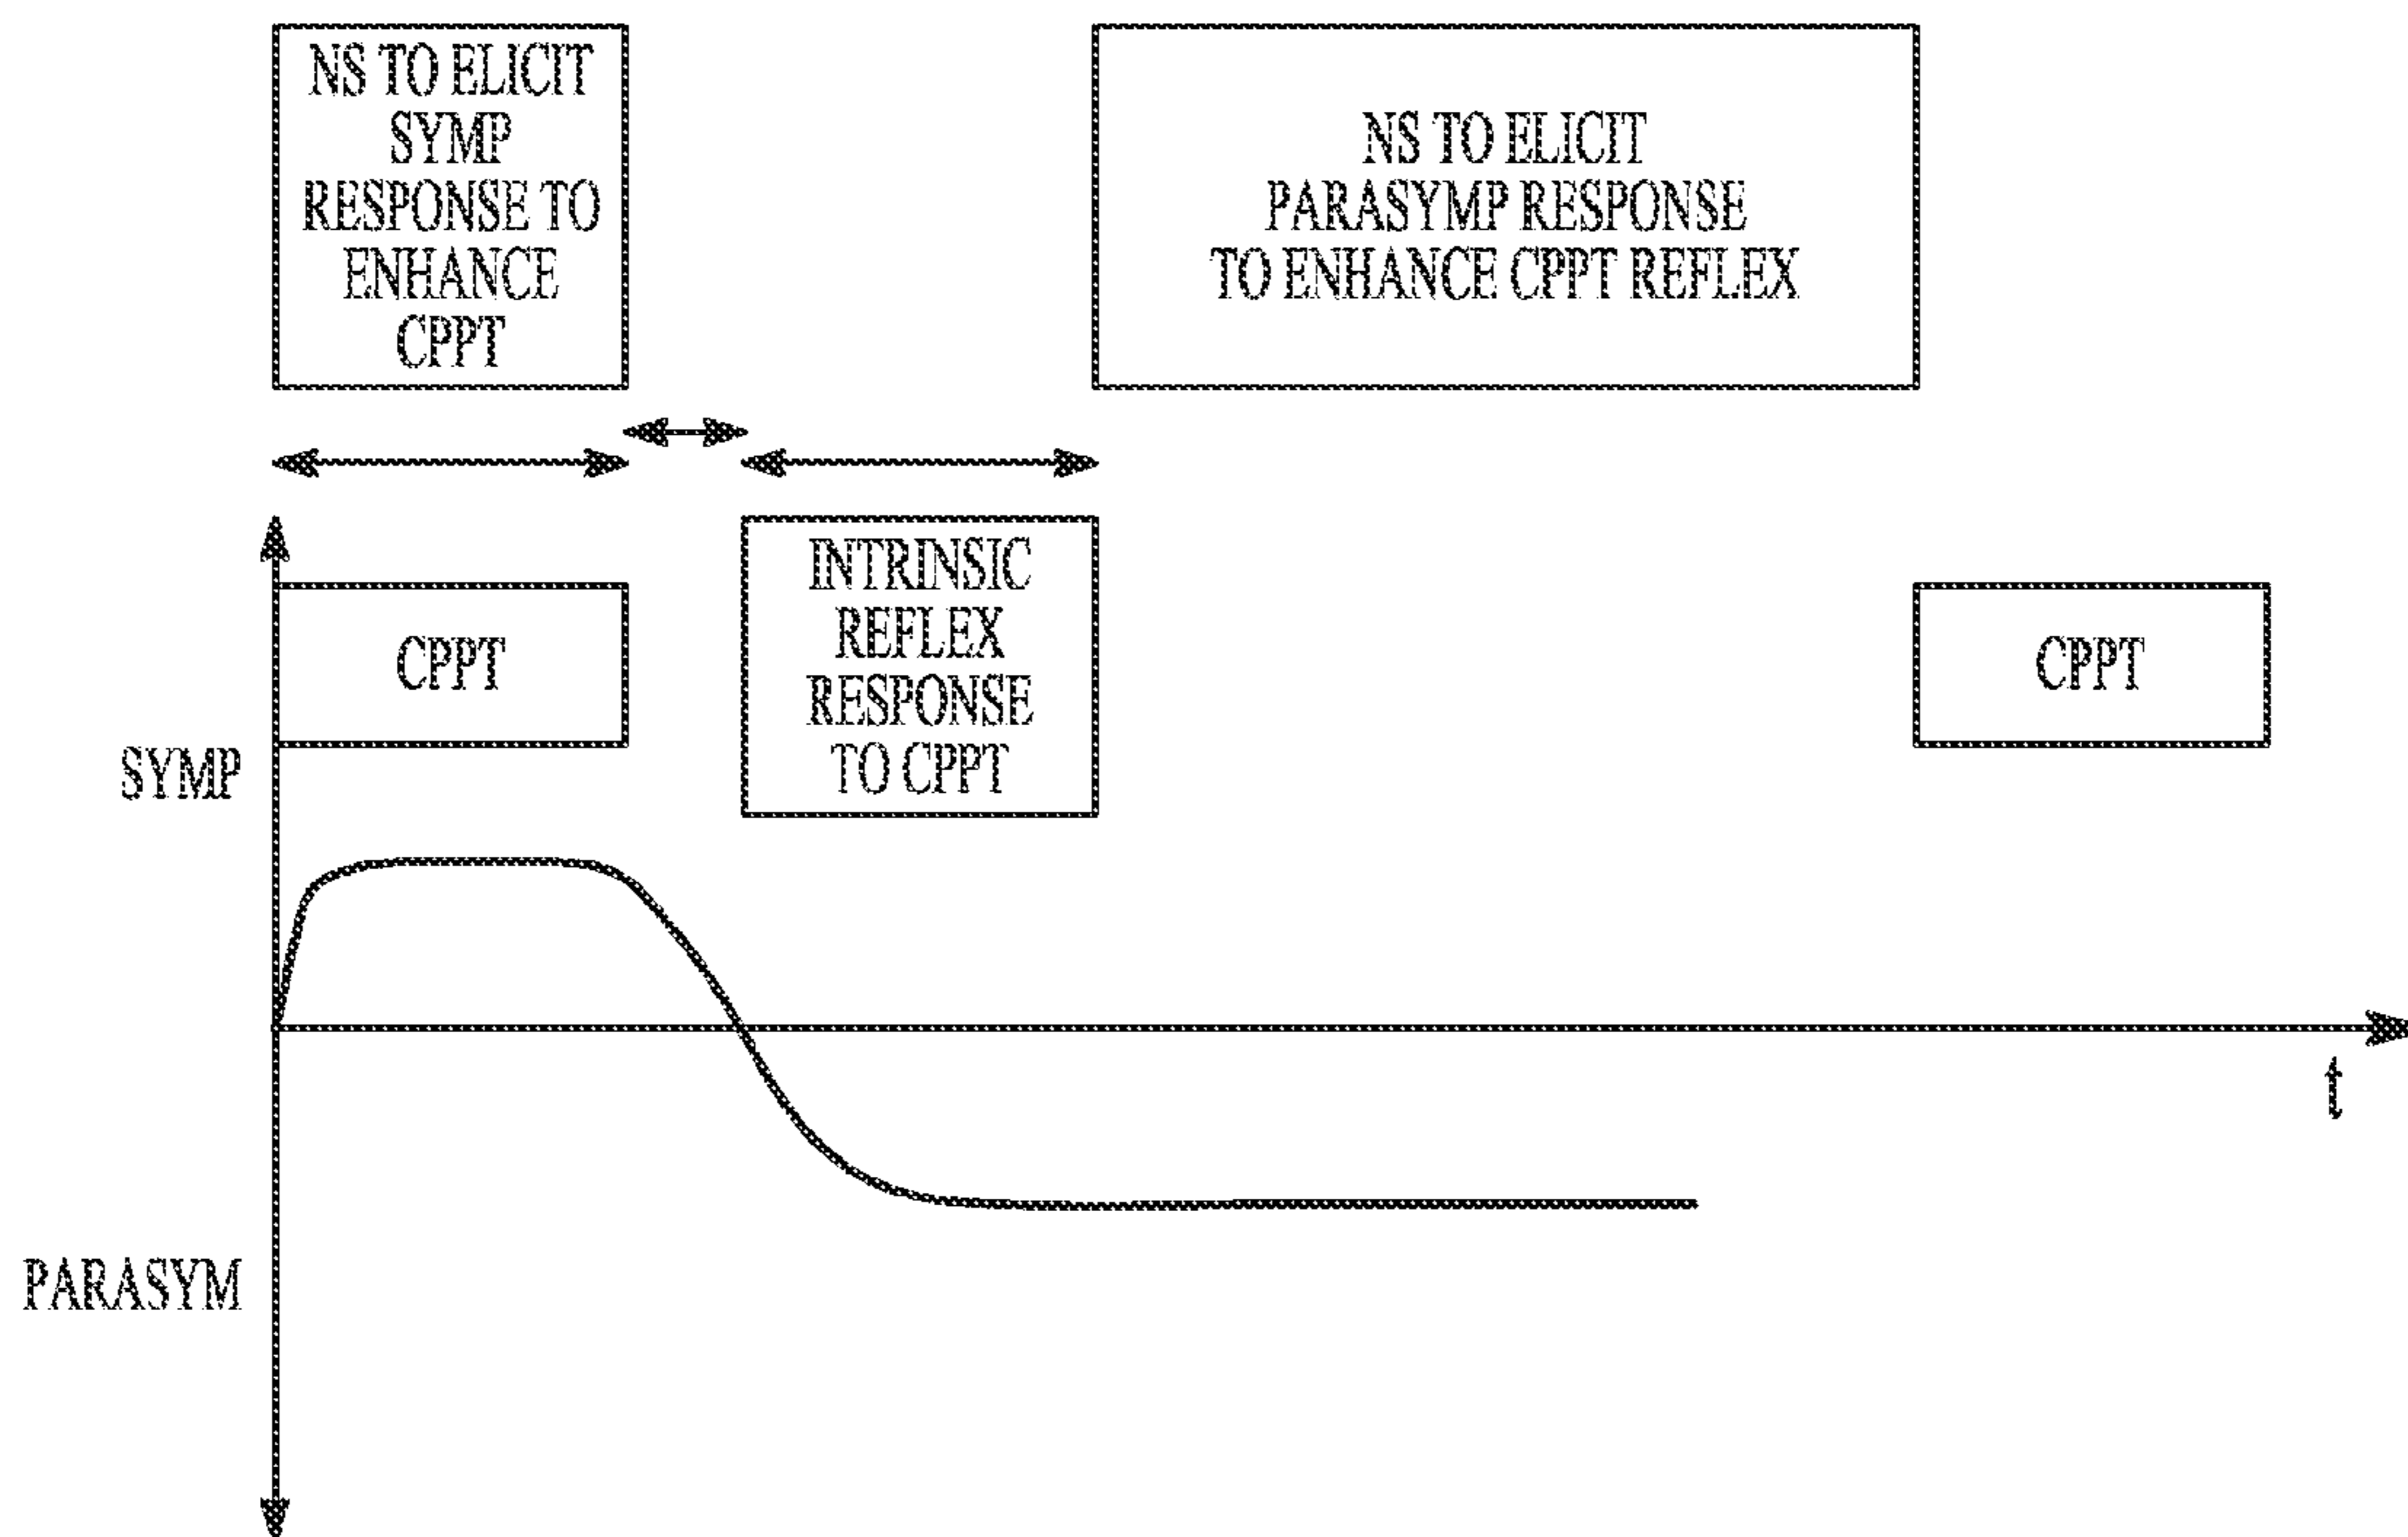 NS TO ELICIT
SYMP
RESPONSE TO
ENHANCE
CPPT
NS TO ELICIT
PARASYMP RESPONSE
TO ENHANCE CPPT REFLEX
CPPT
INTRINSIC
REFLEX
RESPONSE
TO CPPT
CPPT
SYMP
t
PARASYM